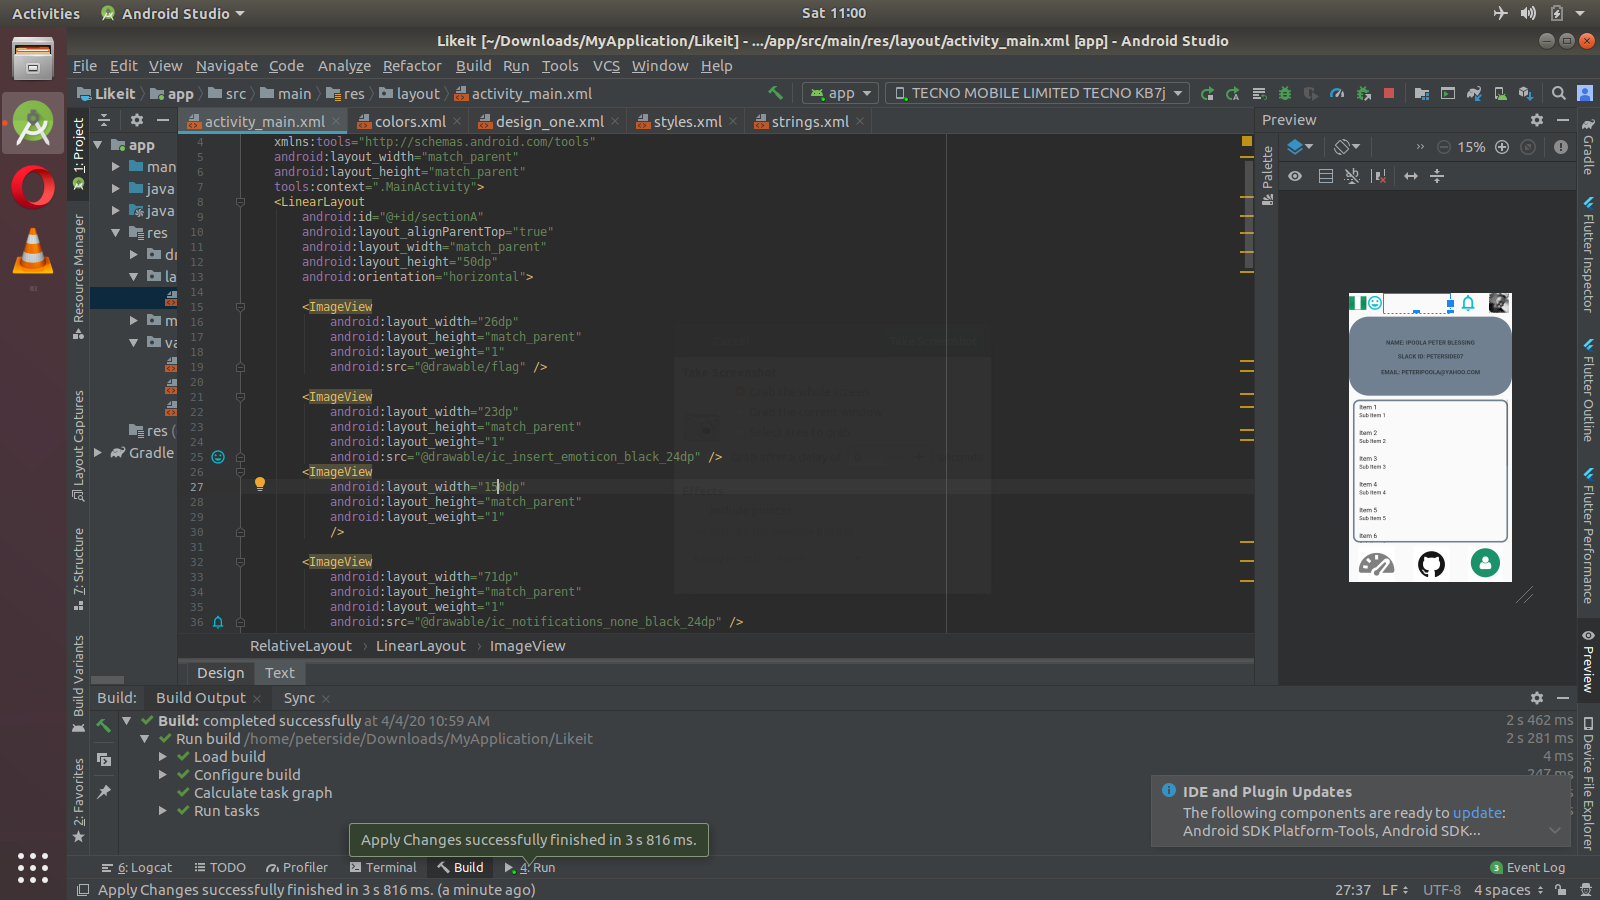 Activities
Android Studio
Sat 11:00
Likeit [~/Downloads/MyApplication/Likeit] - .../app/src/main/res/layout/activity_main.xml [app] - Android Studio
File Edit View Navigate Code Analyze Refactor Build Run Tools VCS Window Help
Likeit app src main res layout activity_main.xml
app TECNO MOBILE LIMITED TECNO KB7j
activity_main.xml colors.xml design_one.xml styles.xml strings.xml
Preview
15%
1: Project
Resource Manager
Layout Captures
7: Structure
Build Variants
2: Favorites
app
man
java
java
res
dr
la
m
va
res (
Gradle
4 xmlns:tools="http://schemas.android.com/tools"
5 android:layout_width="match_parent"
6 android:layout_height="match_parent"
7 tools:context=".MainActivity">
8 <LinearLayout
9 android:id="@+id/sectionA"
10 android:layout_alignParentTop="true"
11 android:layout_width="match_parent"
12 android:layout_height="50dp"
13 android:orientation="horizontal">
14
15 <ImageView
16 android:layout_width="26dp"
17 android:layout_height="match_parent"
18 android:layout_weight="1"
19 android:src="@drawable/flag" />
20
21 <ImageView
22 android:layout_width="23dp"
23 android:layout_height="match_parent"
24 android:layout_weight="1"
25 android:src="@drawable/ic_insert_emoticon_black_24dp" />
26 <ImageView
27 android:layout_width="150dp"
28 android:layout_height="match_parent"
29 android:layout_weight="1"
30 />
31
32 <ImageView
33 android:layout_width="71dp"
34 android:layout_height="match_parent"
35 android:layout_weight="1"
36 android:src="@drawable/ic_notifications_none_black_24dp" />
RelativeLayout LinearLayout ImageView
Design Text
Palette
NAME: IPOOLA PETER BLESSING
SLACK ID: PETERSIDE07
EMAIL: PETERIPOOLA@YAHOO.COM
Item 1
Sub Item 1
Item 2
Sub Item 2
Item 3
Sub Item 3
Item 4
Sub Item 4
Item 5
Sub Item 5
Item 6
Gradle
Flutter Inspector
Flutter Outline
Flutter Performance
Preview
Device File Explorer
Build: Build Output Sync
Build: completed successfully at 4/4/20 10:59 AM 2 s 462 ms
Run build /home/peterside/Downloads/MyApplication/Likeit 2 s 281 ms
Load build 4 ms
Configure build 247 ms
Calculate task graph
Run tasks
IDE and Plugin Updates
The following components are ready to update:
Android SDK Platform-Tools, Android SDK...
Apply Changes successfully finished in 3 s 816 ms.
6: Logcat TODO Profiler Terminal Build 4: Run
3 Event Log
Apply Changes successfully finished in 3 s 816 ms. (a minute ago)
27:37 LF UTF-8 4 spaces